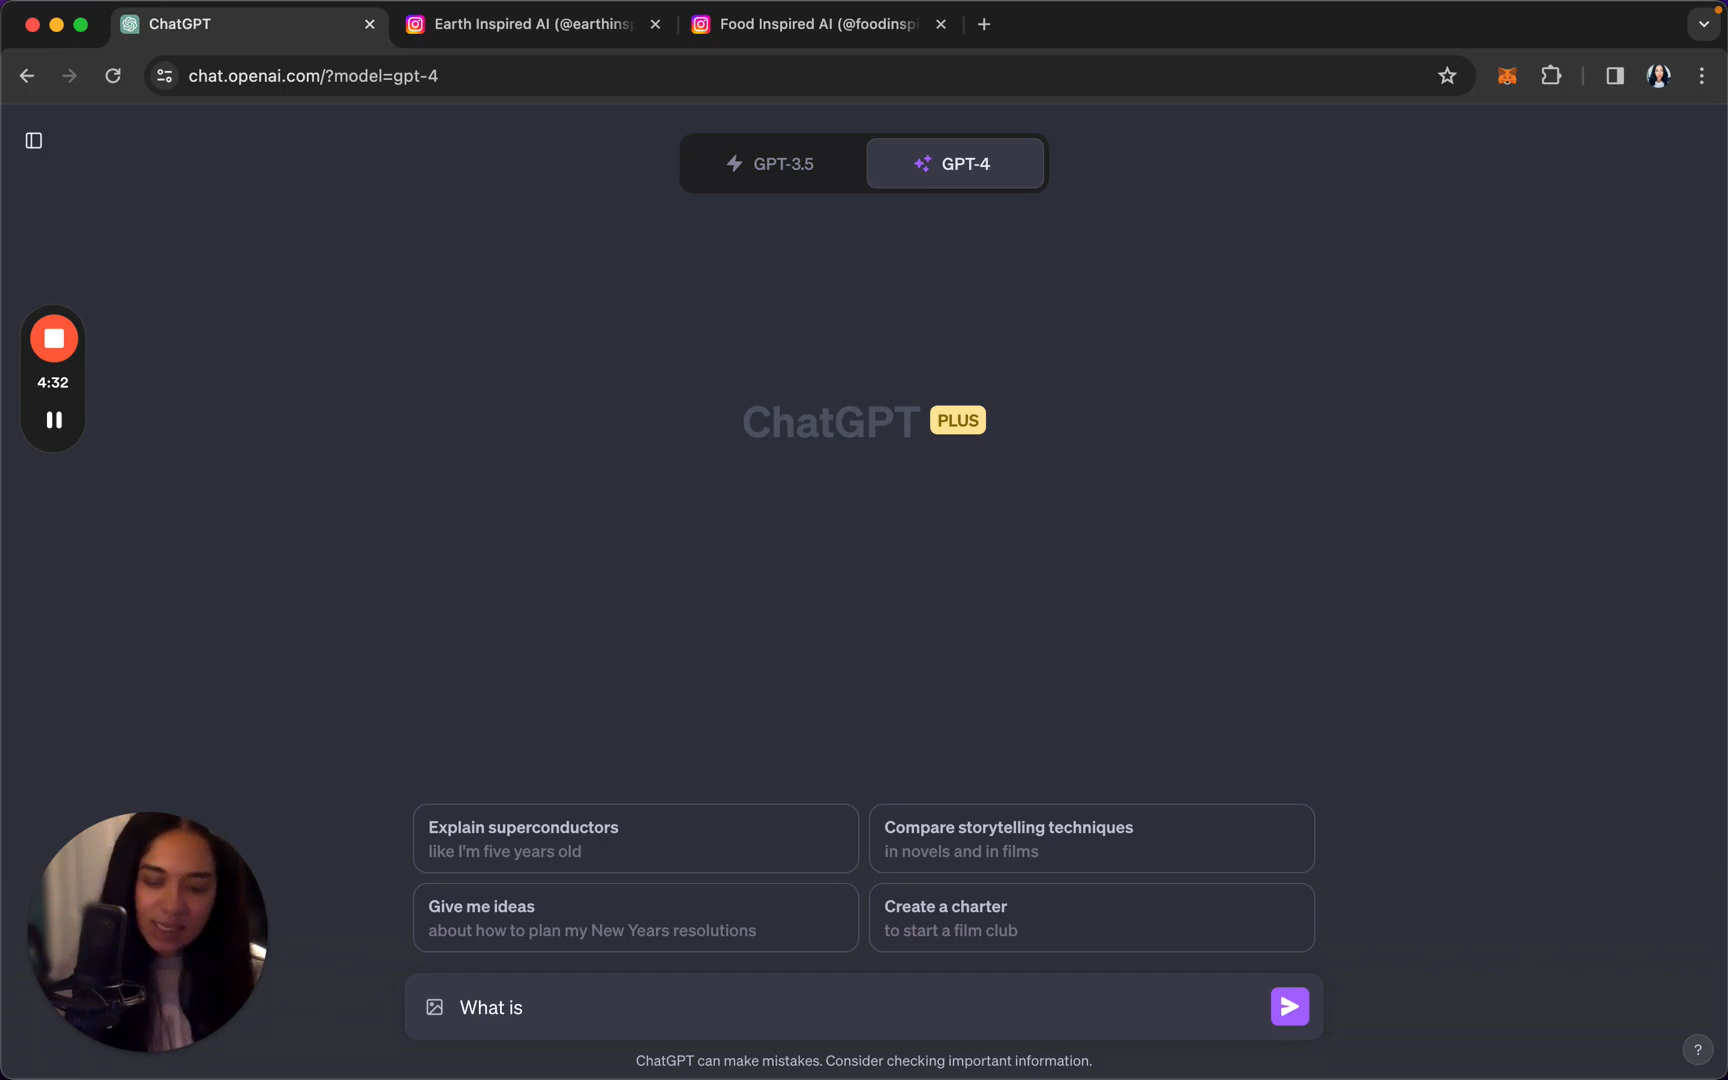 ChatGPT
Earth Inspired AI (@earthinsp
Food Inspired AI (@foodinspi
chat.openai.com/?model=gpt-4
GPT-3.5
GPT-4
4:32
ChatGPT PLUS
Explain superconductors
like I'm five years old
Compare storytelling techniques
in novels and in films
Give me ideas
about how to plan my New Years resolutions
Create a charter
to start a film club
What is
ChatGPT can make mistakes. Consider checking important information.
?